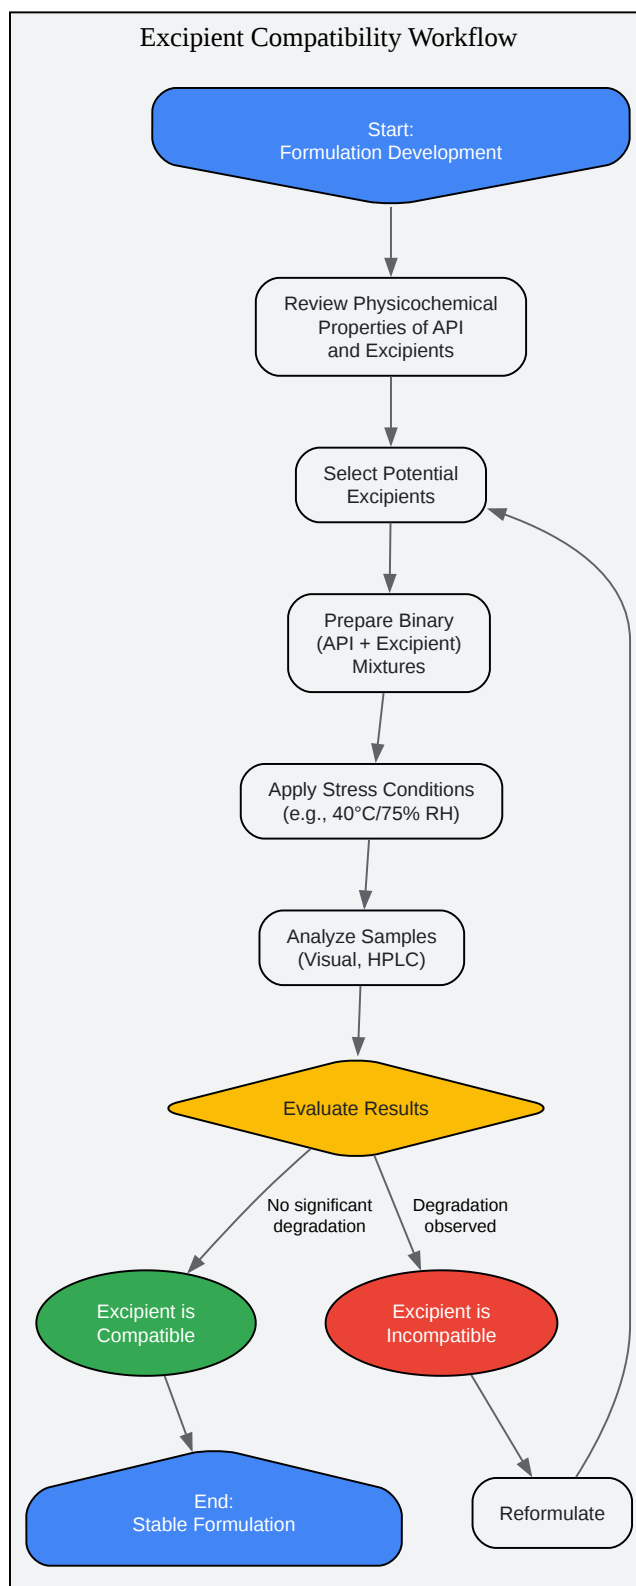 Excipient Compatibility Workflow
Start:
Formulation Development
Review Physicochemical
Properties of API
and Excipients
Select Potential
Excipients
Prepare Binary
(API + Excipient)
Mixtures
Apply Stress Conditions
(e.g., 40°C/75% RH)
Analyze Samples
(Visual, HPLC)
Evaluate Results
No significant
degradation
Degradation
observed
Excipient is
Compatible
Excipient is
Incompatible
End:
Stable Formulation
Reformulate